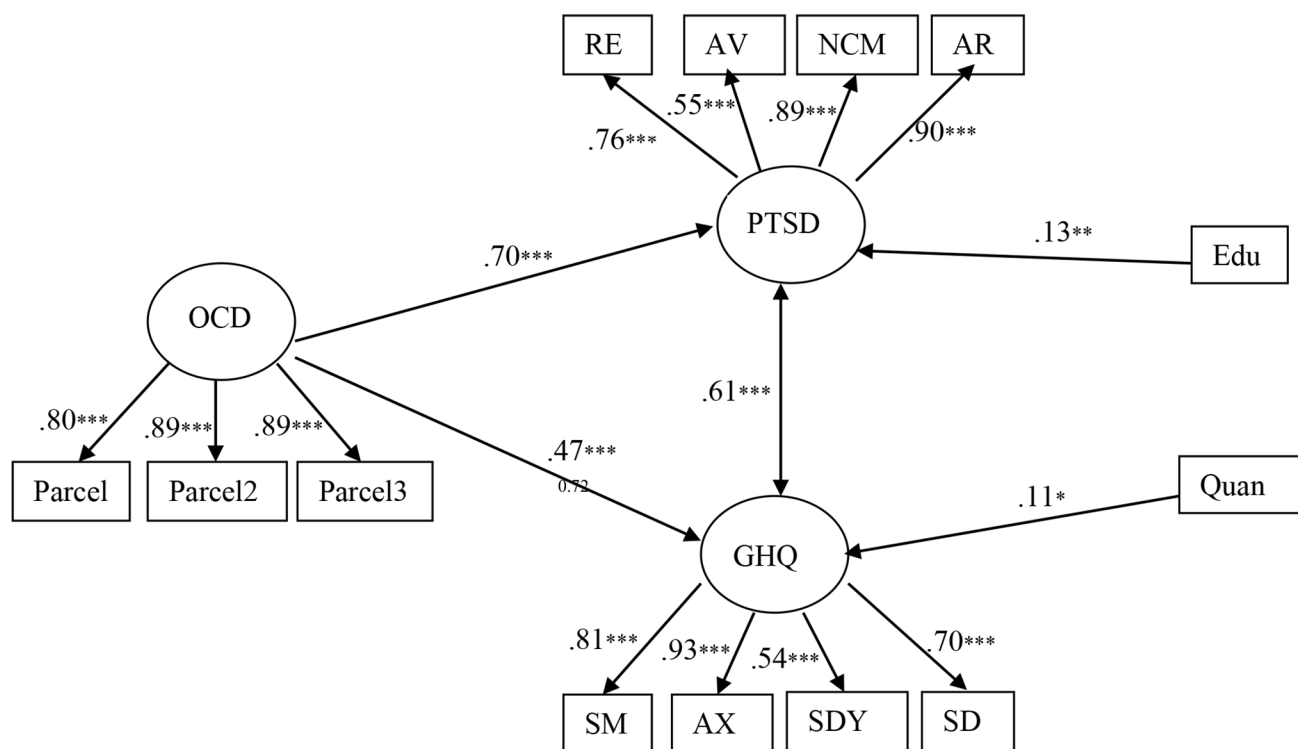 RE AV NCM AR
.55*** .89***
.76*** .90***
PTSD
.13**
Edu
.70***
OCD
.61***
.80*** .89*** .89***
.47***
0.72
Parcel Parcel2 Parcel3
Quan
.11*
GHQ
.81*** .93*** .54*** .70***
SM AX SDY SD